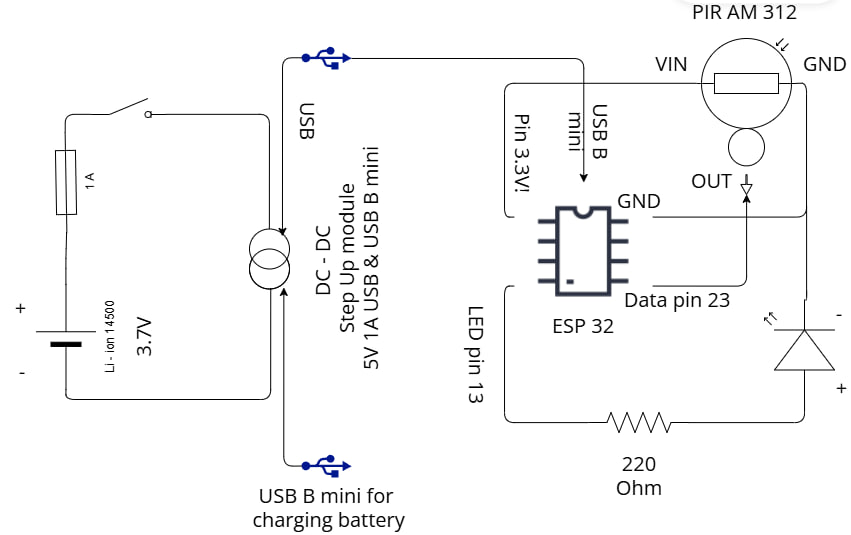 PIR AM 312
VIN
GND
USB
USB B
mini
Pin 3.3V!
1 A
OUT
GND
DC - DC
Step Up module
5V 1A USB & USB B mini
Data pin 23
+
-
Li - ion 14500
3.7V
ESP 32
LED pin 13
-
+
220
Ohm
USB B mini for
charging battery